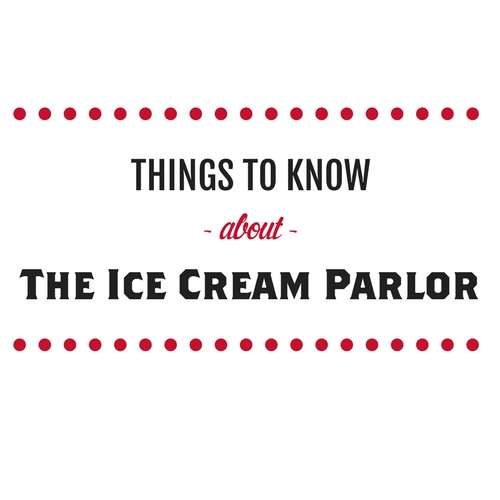 THINGS TO KNOW
- about -
THE ICE CREAM PARLOR